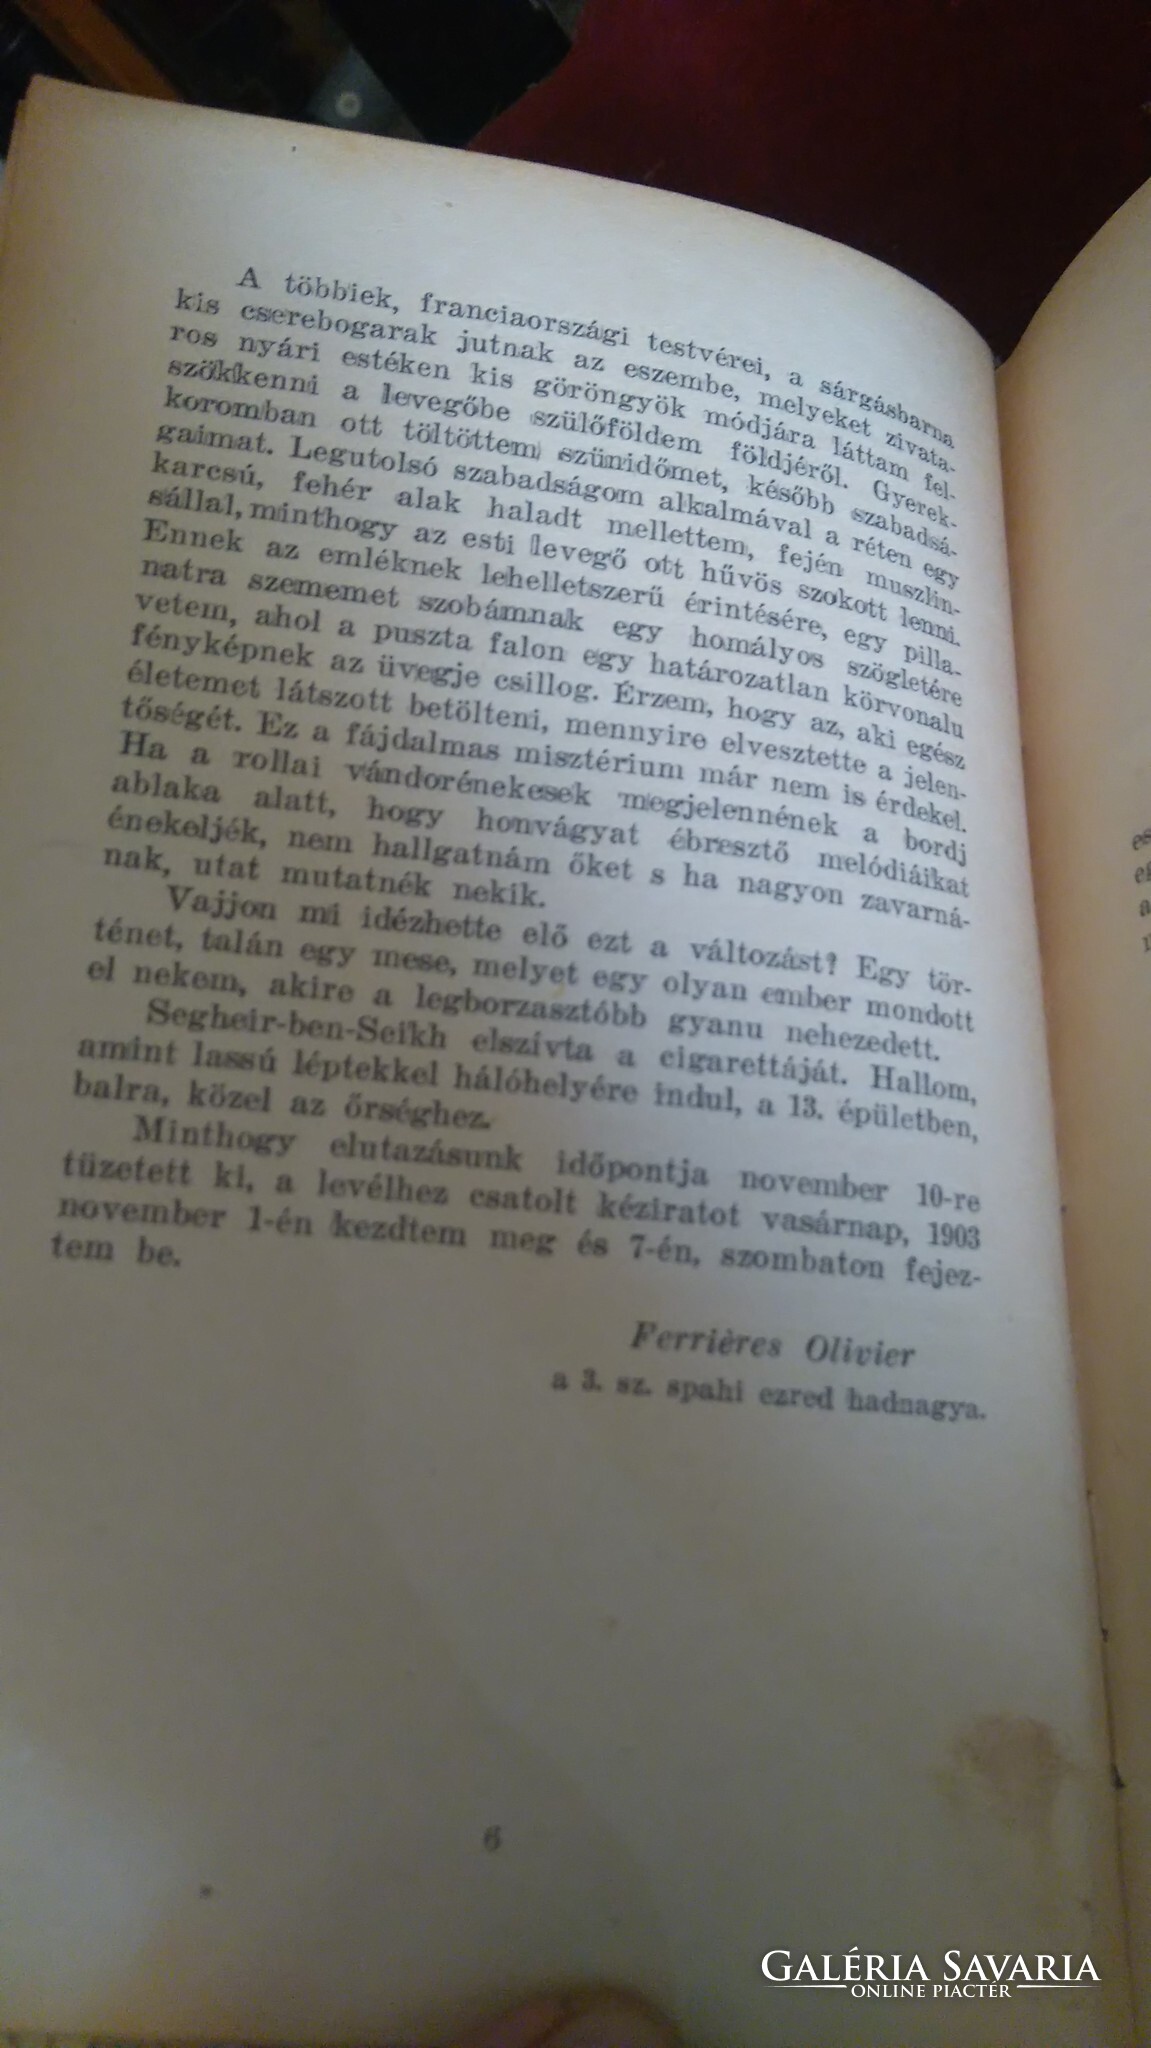 A többiek, franciaországi testvérei, a sárgásbarna
kis cserebogarak jutnak az eszembe, melyeket zivata-
ros nyári estéken kis göröngyök módjára láttam fel-
szökkenni a levegőbe szülőföldem földjéről. Gyerek-
koromban ott töltöttem szünidőmet, később szabadsá-
gaimat. Legutolsó szabadságom alkalmával a réten egy
karcsú, fehér alak haladt mellettem, fején muszlin-
sállal, minthogy az esti levegő ott hűvös szokott lenni.
Ennek az emléknek lehelletszerű érintésére, egy pilla-
natra szememet szobámnak egy homályos szögletére
vetem, ahol a puszta falon egy határozatlan körvonalu
fényképnek az üvegje csillog. Érzem, hogy az, aki egész
életemet látszott betölteni, mennyire elvesztette a jelen-
tőségét. Ez a fájdalmas misztérium már nem is érdekel.
Ha a rollai vándorénekesek megjelennének a bordj
ablaka alatt, hogy honvágyat ébresztő melódiáikat
énekeljék, nem hallgatnám őket s ha nagyon zavarná-
nak, utat mutatnék nekik.
Vajjon mi idézhette elő ezt a változást? Egy tör-
ténet, talán egy mese, melyet egy olyan ember mondott
el nekem, akire a legborzasztóbb gyanu nehezedett.
Segheir-ben-Seikh elszívta a cigarettáját. Hallom,
amint lassú léptekkel hálóhelyére indul, a 13. épületben,
balra, közel az őrséghez.
Minthogy elutazásunk időpontja november 10-re
tüzetett ki, a levélhez csatolt kéziratot vasárnap, 1903
november 1-én kezdtem meg és 7-én, szombaton fejez-
tem be.
Ferrières Olivier
a 3. sz. spahi ezred hadnagya.
6
es
a
GALÉRIA SAVARIA
ONLINE PIACTÉR